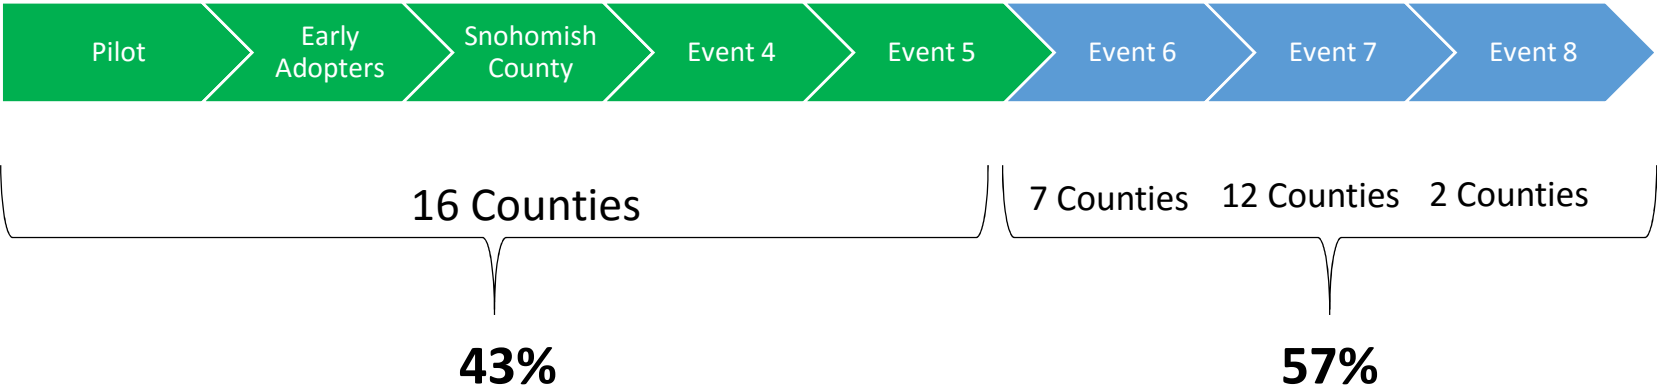 Pilot
Early
Adopters
Snohomish
County
Event 4
Event 5
Event 6
Event 7
Event 8
16 Counties
7 Counties
12 Counties
2 Counties
43%
57%